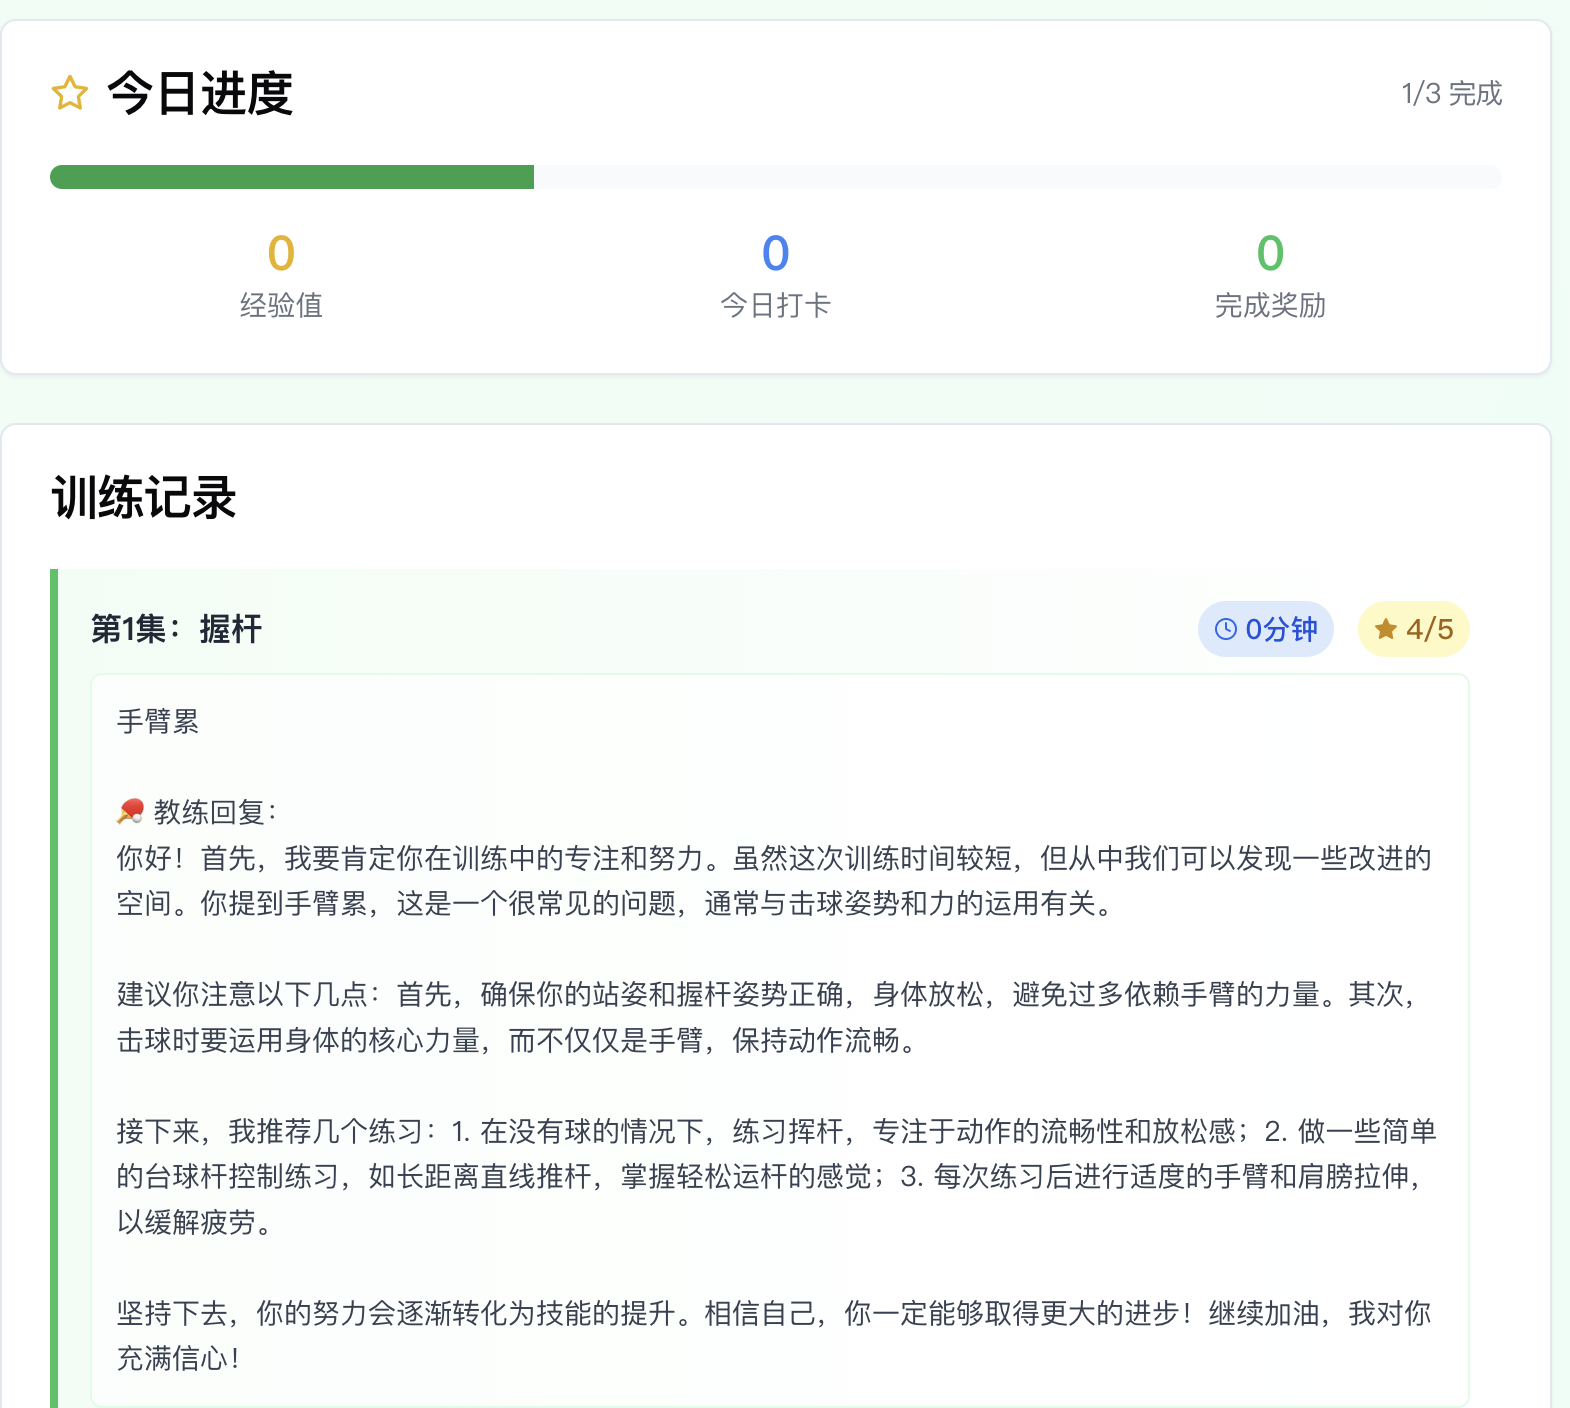 今日进度
1/3 完成
0
经验值
0
今日打卡
0
完成奖励
训练记录
第1集：握杆
0分钟
4/5
手臂累
教练回复：
你好！首先，我要肯定你在训练中的专注和努力。虽然这次训练时间较短，但从中我们可以发现一些改进的
空间。你提到手臂累，这是一个很常见的问题，通常与击球姿势和力的运用有关。
建议你注意以下几点：首先，确保你的站姿和握杆姿势正确，身体放松，避免过多依赖手臂的力量。其次，
击球时要运用身体的核心力量，而不仅仅是手臂，保持动作流畅。
接下来，我推荐几个练习：1. 在没有球的情况下，练习挥杆，专注于动作的流畅性和放松感；2. 做一些简单
的台球杆控制练习，如长距离直线推杆，掌握轻松运杆的感觉；3. 每次练习后进行适度的手臂和肩膀拉伸，
以缓解疲劳。
坚持下去，你的努力会逐渐转化为技能的提升。相信自己，你一定能够取得更大的进步！继续加油，我对你
充满信心！